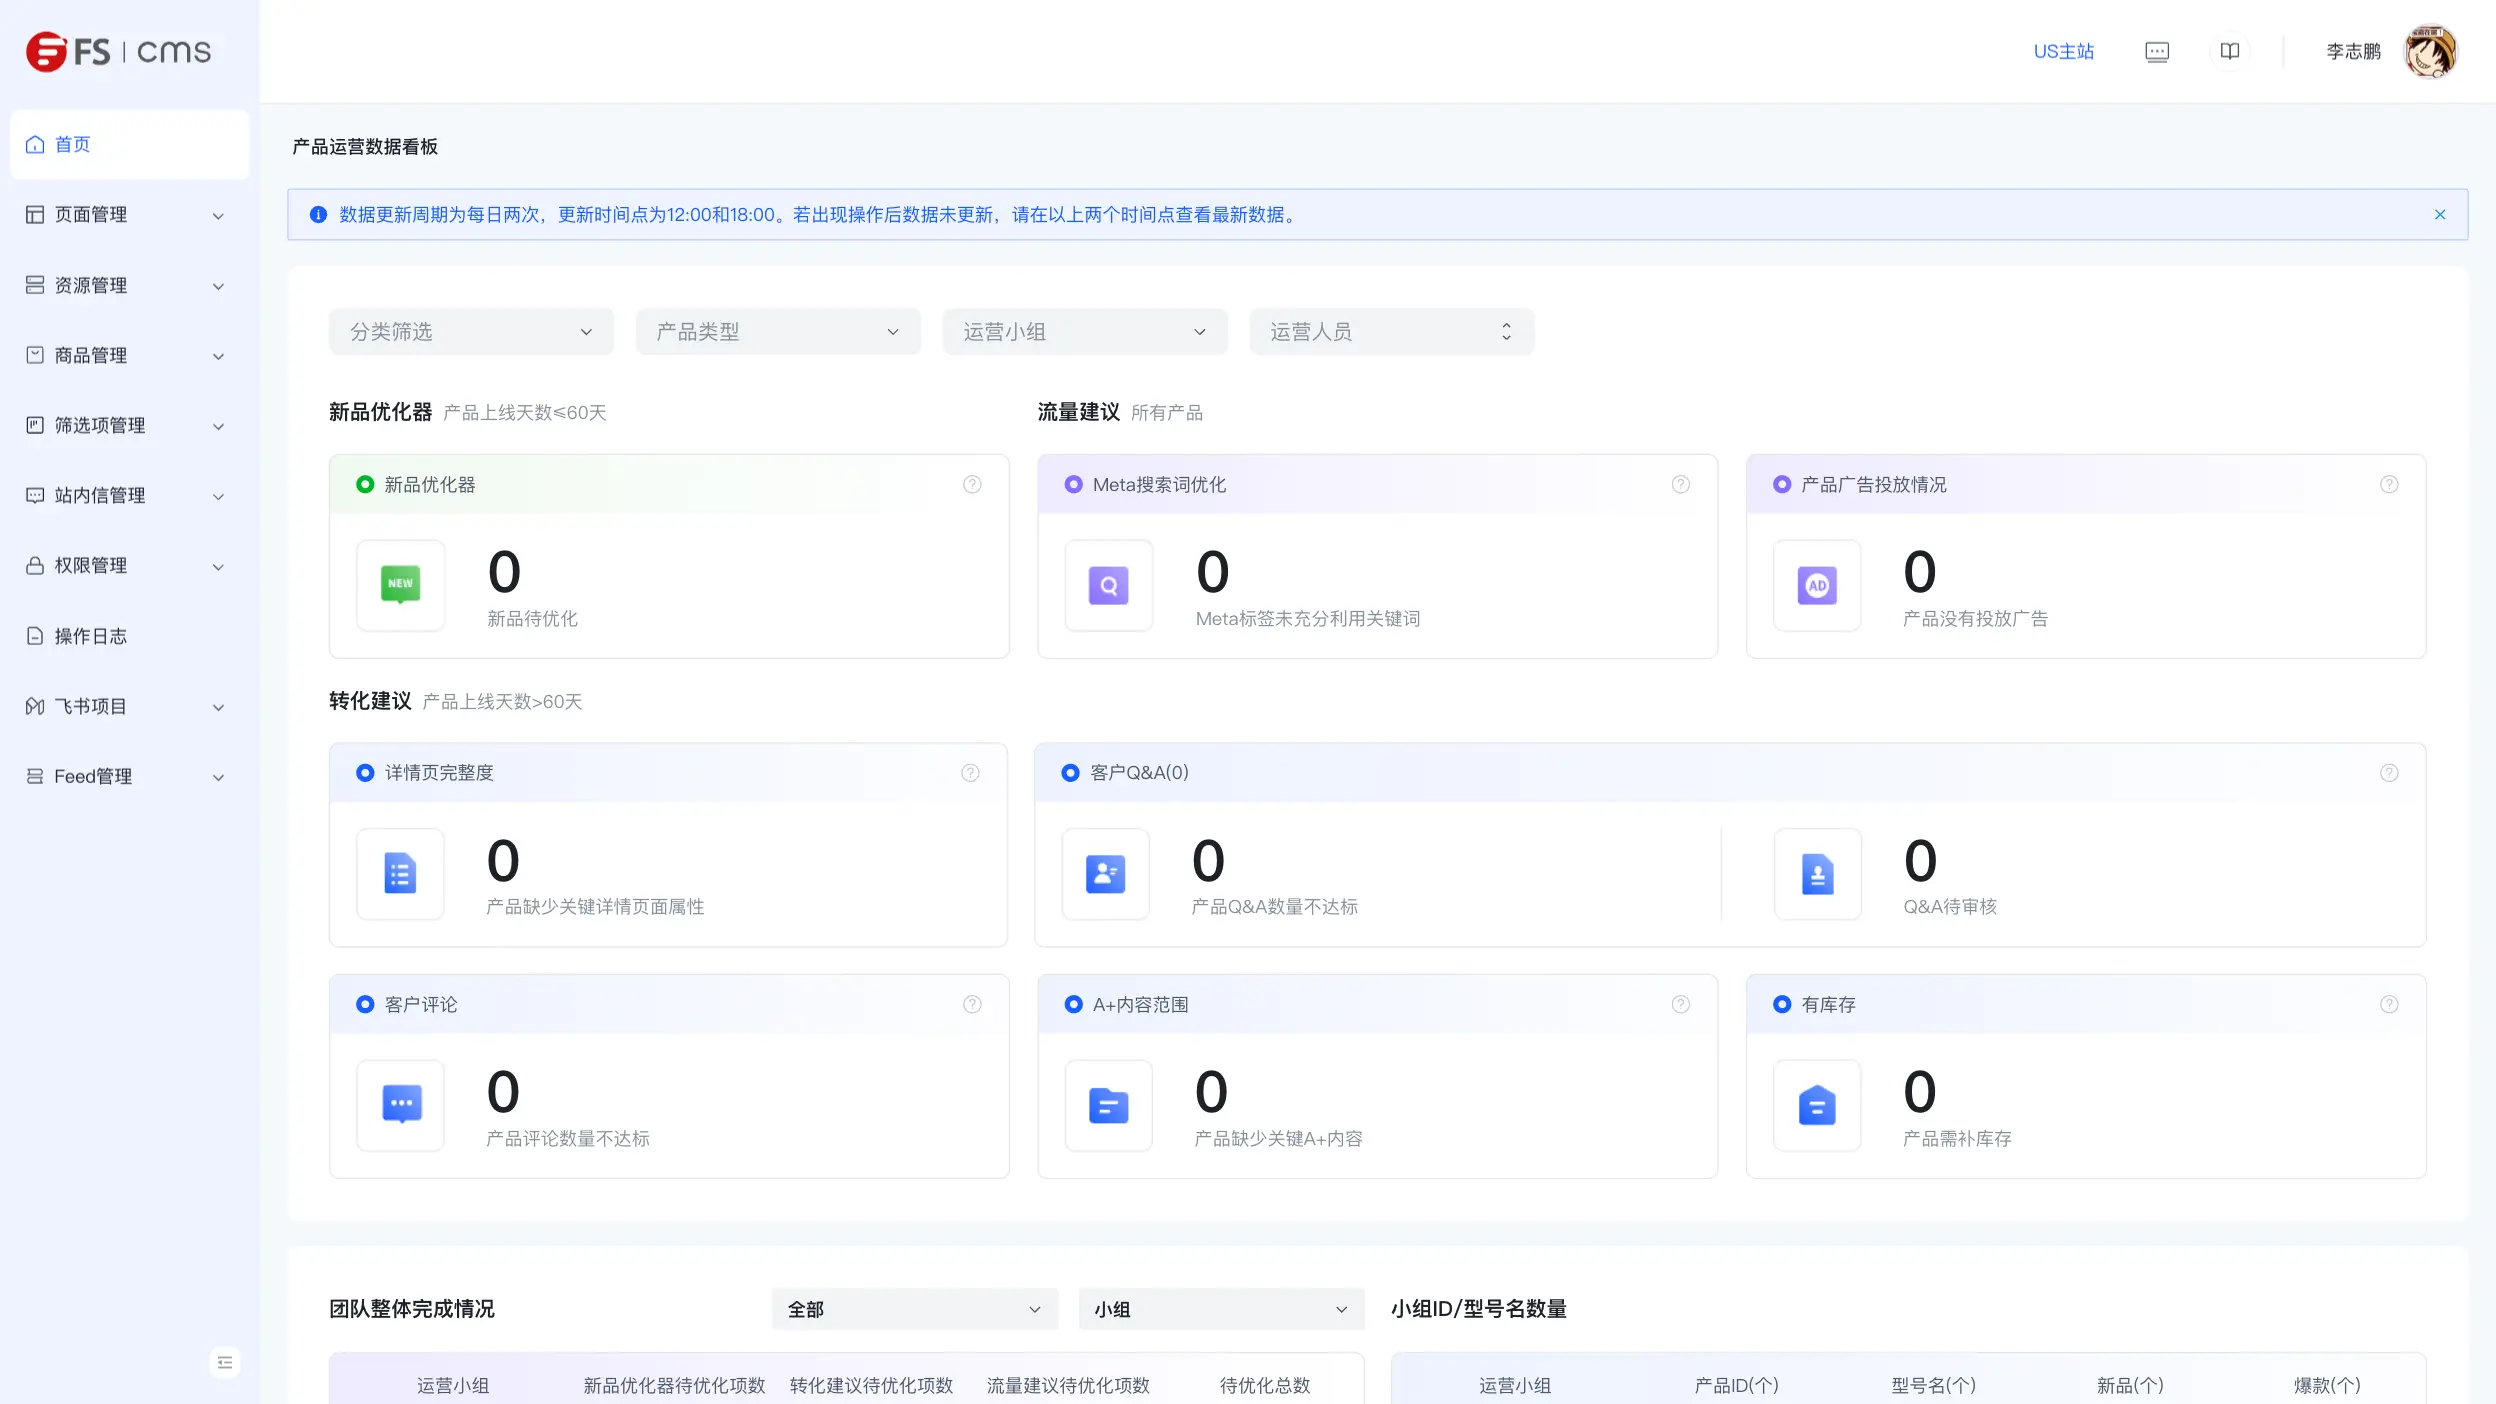 FS | cms
US主站
李志鹏
首页
页面管理
资源管理
商品管理
筛选项管理
站内信管理
权限管理
操作日志
飞书项目
Feed管理
产品运营数据看板
数据更新周期为每日两次，更新时间点为12:00和18:00。若出现操作后数据未更新，请在以上两个时间点查看最新数据。
分类筛选 产品类型 运营小组 运营人员
新品优化器 产品上线天数≤60天
流量建议 所有产品
新品优化器
NEW
0
新品待优化
Meta搜索词优化
0
Meta标签未充分利用关键词
产品广告投放情况
AD
0
产品没有投放广告
转化建议 产品上线天数>60天
详情页完整度
0
产品缺少关键详情页面属性
客户Q&A(0)
0
产品Q&A数量不达标
0
Q&A待审核
客户评论
0
产品评论数量不达标
A+内容范围
0
产品缺少关键A+内容
有库存
0
产品需补库存
团队整体完成情况 全部 小组
运营小组 新品优化器待优化项数 转化建议待优化项数 流量建议待优化项数 待优化总数
小组ID/型号名数量
运营小组 产品ID(个) 型号名(个) 新品(个) 爆款(个)